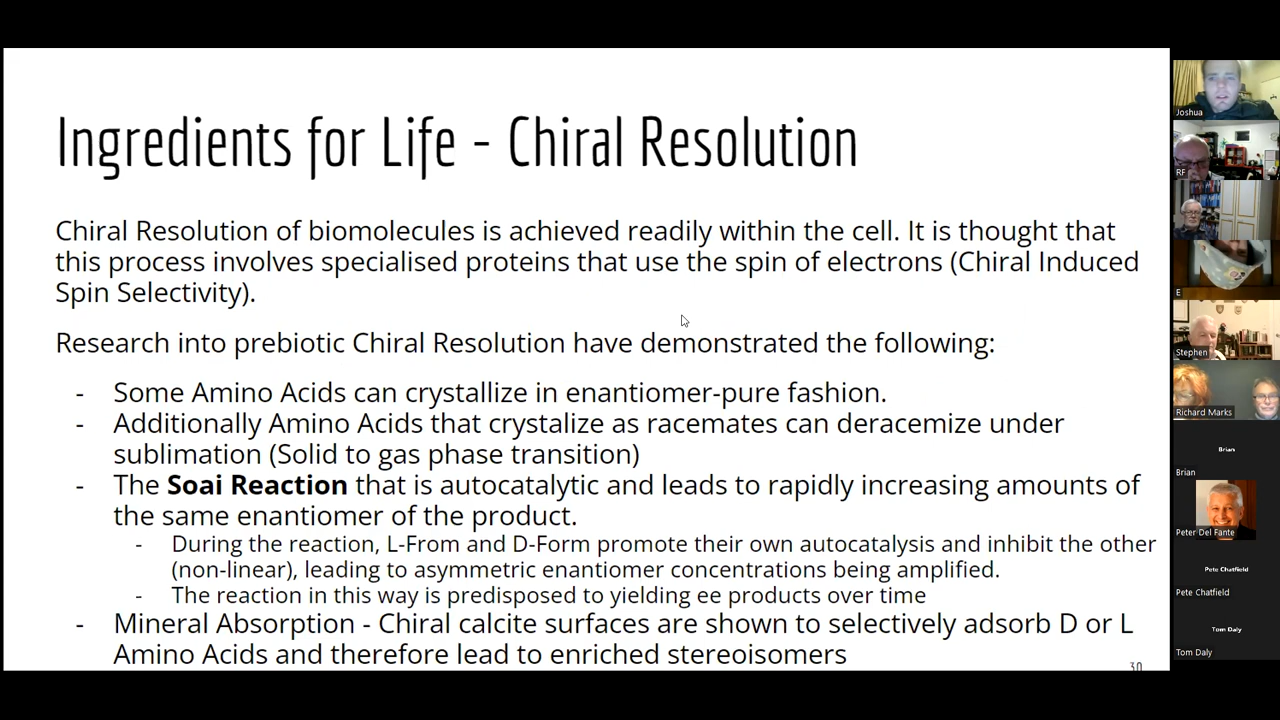 Ingredients for Life - Chiral Resolution
Chiral Resolution of biomolecules is achieved readily within the cell. It is thought that
this process involves specialised proteins that use the spin of electrons (Chiral Induced
Spin Selectivity).
Research into prebiotic Chiral Resolution have demonstrated the following:
- Some Amino Acids can crystallize in enantiomer-pure fashion.
- Additionally Amino Acids that crystalize as racemates can deracemize under
sublimation (Solid to gas phase transition)
- The Soai Reaction that is autocatalytic and leads to rapidly increasing amounts of
the same enantiomer of the product.
- During the reaction, L-From and D-Form promote their own autocatalysis and inhibit the other
(non-linear), leading to asymmetric enantiomer concentrations being amplified.
- The reaction in this way is predisposed to yielding ee products over time
- Mineral Absorption - Chiral calcite surfaces are shown to selectively adsorb D or L
Amino Acids and therefore lead to enriched stereoisomers
30
Joshua
RF
E
Stephen
Richard Marks
Brian
Brian
Peter Del Fante
Pete Chatfield
Pete Chatfield
Tom Daly
Tom Daly